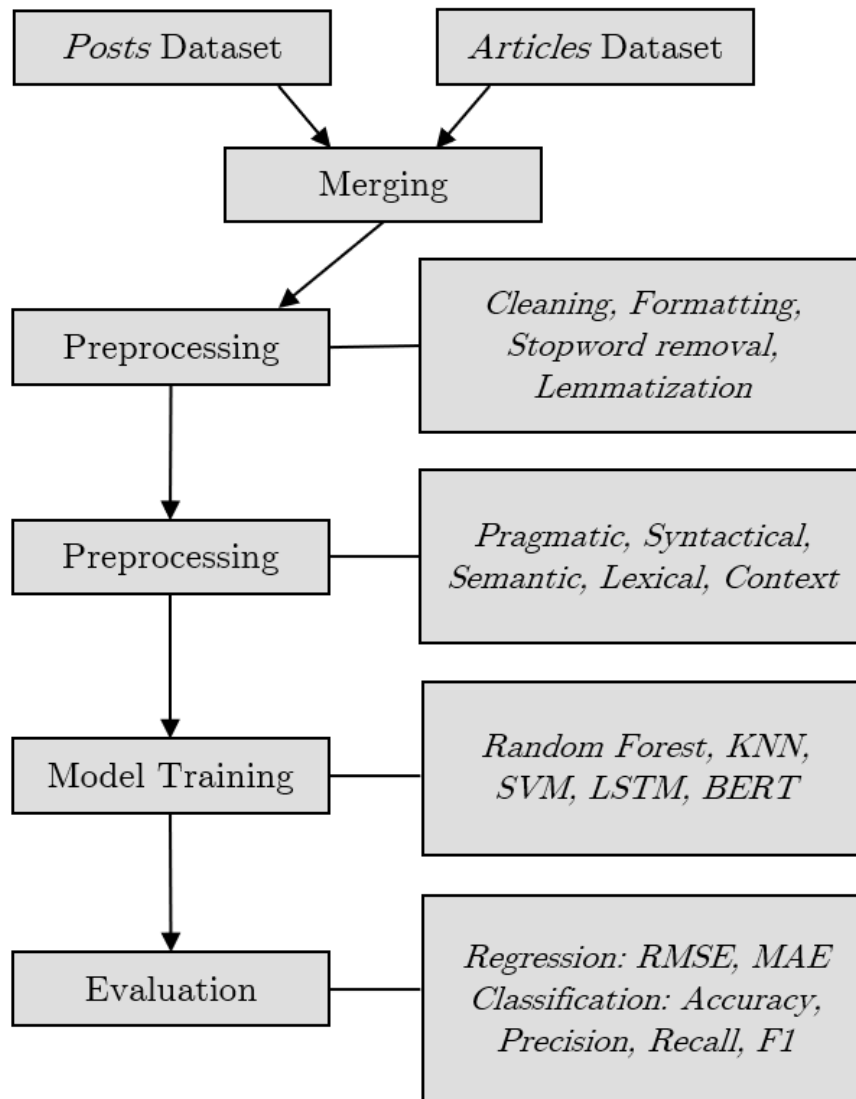 Posts Dataset
Articles Dataset
Merging
Preprocessing
Cleaning, Formatting,
Stopword removal,
Lemmatization
Preprocessing
Pragmatic, Syntactical,
Semantic, Lexical, Context
Model Training
Random Forest, KNN,
SVM, LSTM, BERT
Evaluation
Regression: RMSE, MAE
Classification: Accuracy,
Precision, Recall, F1